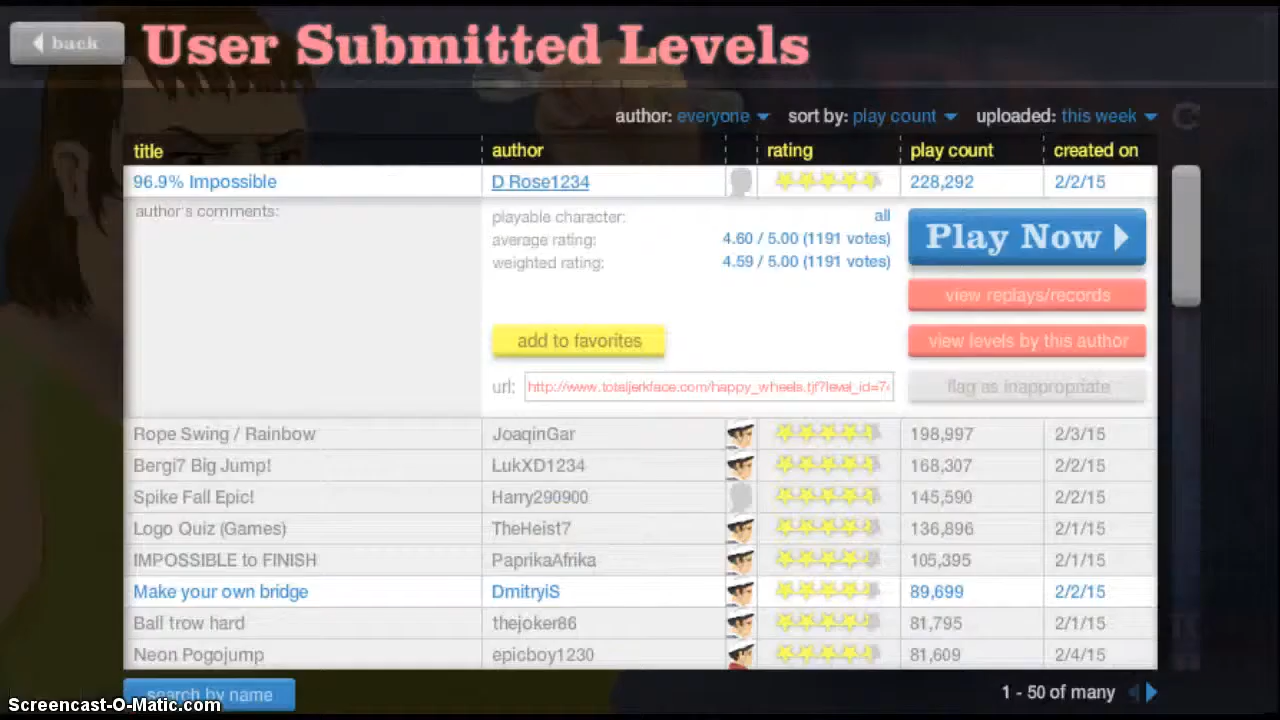 back
User Submitted Levels
author: everyone sort by: play count uploaded: this week
title author rating play count created on
96.9% Impossible D Rose1234 228,292 2/2/15
author's comments:
playable character: all
average rating: 4.60 / 5.00 (1191 votes)
weighted rating: 4.59 / 5.00 (1191 votes)
Play Now
view replays/records
add to favorites
view levels by this author
url: http://www.totaljerkface.com/happy_wheels.tjf?level_id=7
flag as inappropriate
Rope Swing / Rainbow JoaqinGar 198,997 2/3/15
Bergi7 Big Jump! LukXD1234 168,307 2/2/15
Spike Fall Epic! Harry290900 145,590 2/2/15
Logo Quiz (Games) TheHeist7 136,896 2/1/15
IMPOSSIBLE to FINISH PaprikaAfrika 105,395 2/1/15
Make your own bridge DmitryiS 89,699 2/2/15
Ball trow hard thejoker86 81,795 2/1/15
Neon Pogojump epicboy1230 81,609 2/4/15
search by name
1 - 50 of many
Screencast-O-Matic.com